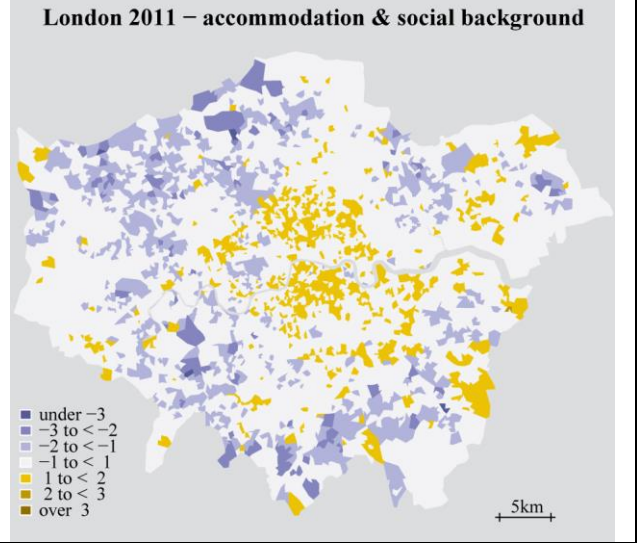 London 2011 − accommodation & social background
under −3
−3 to < −2
−2 to < −1
−1 to < 1
1 to < 2
2 to < 3
over 3
5km